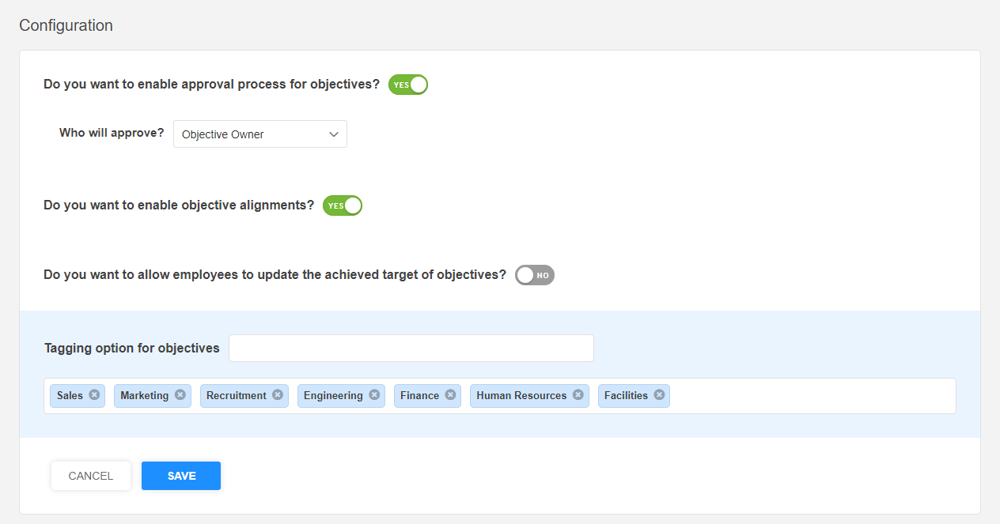 Configuration
Do you want to enable approval process for objectives? YES
Who will approve? Objective Owner
Do you want to enable objective alignments? YES
Do you want to allow employees to update the achieved target of objectives? NO
Tagging option for objectives
Sales Marketing Recruitment Engineering Finance Human Resources Facilities
CANCEL SAVE